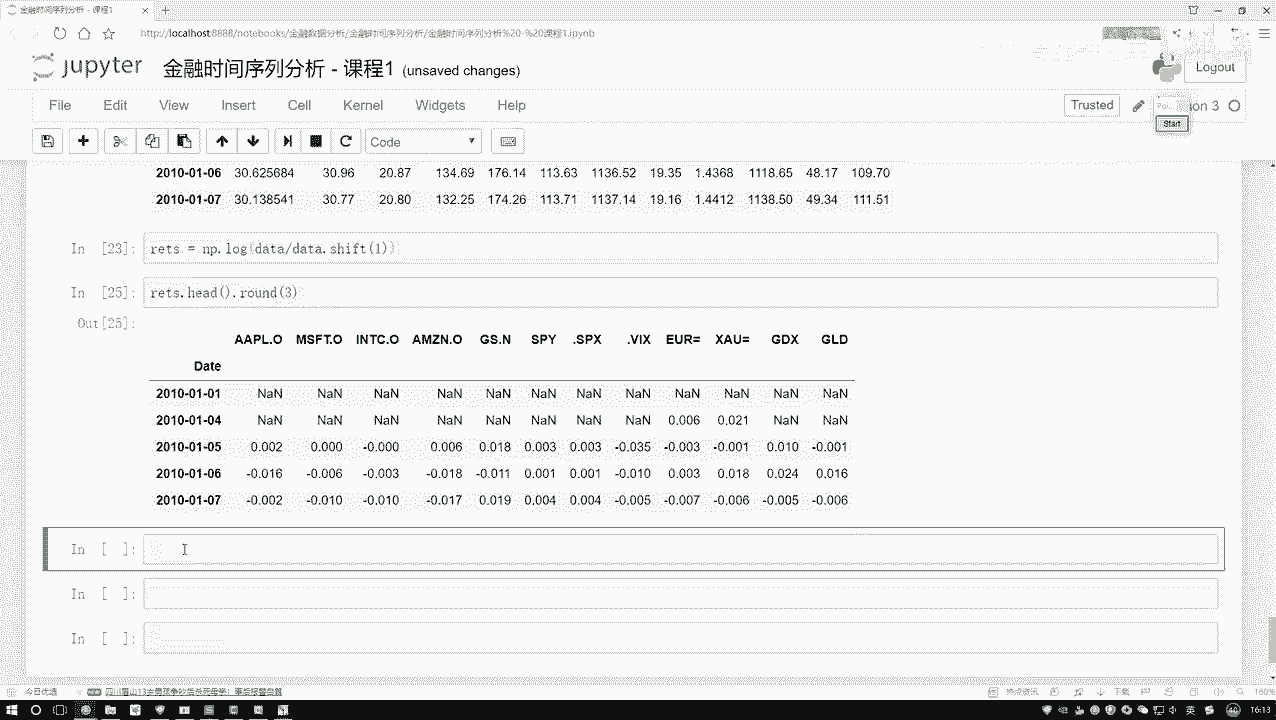 金融时间序列分析 - 课程1
http://localhost:8888/notebooks/金融数据分析/金融时间序列分析/金融时间序列分析%20-%20课程1.ipynb
jupyter 金融时间序列分析 - 课程1 (unsaved changes)
Logout
File Edit View Insert Cell Kernel Widgets Help
Trusted
on 3
Start
Code
2010-01-06 30.625684 30.96 20.87 134.69 176.14 113.63 1136.52 19.35 1.4368 1118.65 48.17 109.70
2010-01-07 30.138541 30.77 20.80 132.25 174.26 113.71 1137.14 19.16 1.4412 1138.50 49.34 111.51
In [23]: rets = np.log(data/data.shift(1))
In [25]: rets.head().round(3)
Out[25]:
AAPL.O MSFT.O INTC.O AMZN.O GS.N SPY .SPX .VIX EUR= XAU= GDX GLD
Date
2010-01-01 NaN NaN NaN NaN NaN NaN NaN NaN NaN NaN NaN NaN
2010-01-04 NaN NaN NaN NaN NaN NaN NaN NaN 0.006 0.021 NaN NaN
2010-01-05 0.002 0.000 -0.000 0.006 0.018 0.003 0.003 -0.035 -0.003 -0.001 0.010 -0.001
2010-01-06 -0.016 -0.006 -0.003 -0.018 -0.011 0.001 0.001 -0.010 0.003 0.018 0.024 0.016
2010-01-07 -0.002 -0.010 -0.010 -0.017 0.019 0.004 0.004 -0.005 -0.007 -0.006 -0.005 -0.006
In [ ]:
In [ ]:
In [ ]:
今日优选
热点资讯
下载
160%
英
16:13